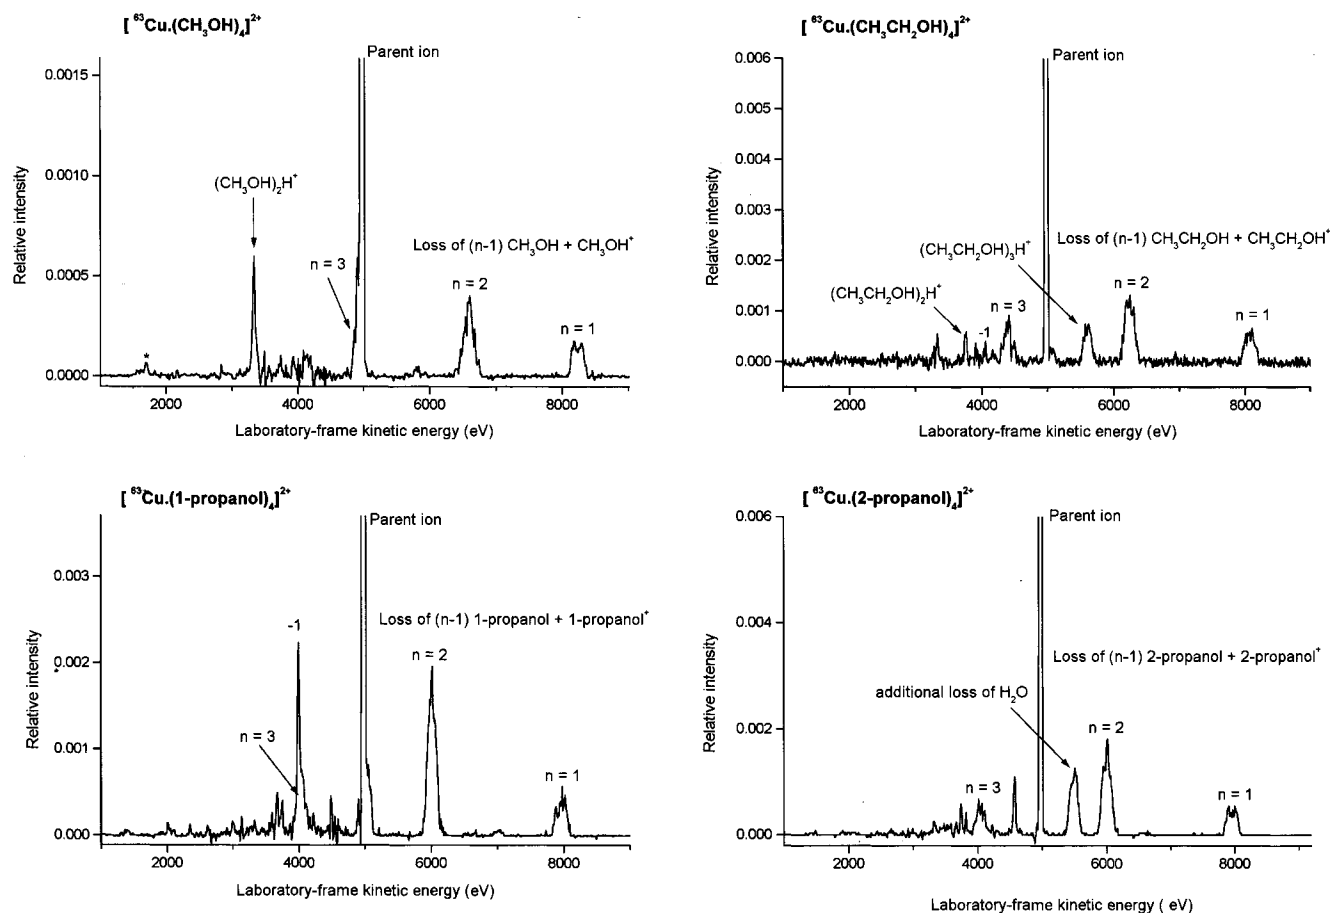 [ ⁶³Cu.(CH₃OH)₄]²⁺
Parent ion
0.0015
0.0010
0.0005
0.0000
Relative intensity
(CH₃OH)₂H⁺
Loss of (n-1) CH₃OH + CH₃OH⁺
n = 3
n = 2
n = 1
*
2000
4000
6000
8000
Laboratory-frame kinetic energy (eV)
[ ⁶³Cu.(CH₃CH₂OH)₄]²⁺
Parent ion
0.006
0.005
0.004
0.003
0.002
0.001
0.000
Relative intensity
Loss of (n-1) CH₃CH₂OH + CH₃CH₂OH⁺
(CH₃CH₂OH)₃H⁺
(CH₃CH₂OH)₂H⁺
n = 2
n = 3
n = 1
-1
2000
4000
6000
8000
Laboratory-frame kinetic energy (eV)
[ ⁶³Cu.(1-propanol)₄]²⁺
Parent ion
0.003
0.002
0.001
0.000
Relative intensity
Loss of (n-1) 1-propanol + 1-propanol⁺
-1
n = 2
n = 3
n = 1
2000
4000
6000
8000
Laboratory-frame kinetic energy (eV)
[ ⁶³Cu.(2-propanol)₄]²⁺
Parent ion
0.006
0.004
0.002
0.000
Relative intensity
Loss of (n-1) 2-propanol + 2-propanol⁺
additional loss of H₂O
n = 2
n = 3
n = 1
2000
4000
6000
8000
Laboratory-frame kinetic energy ( eV)